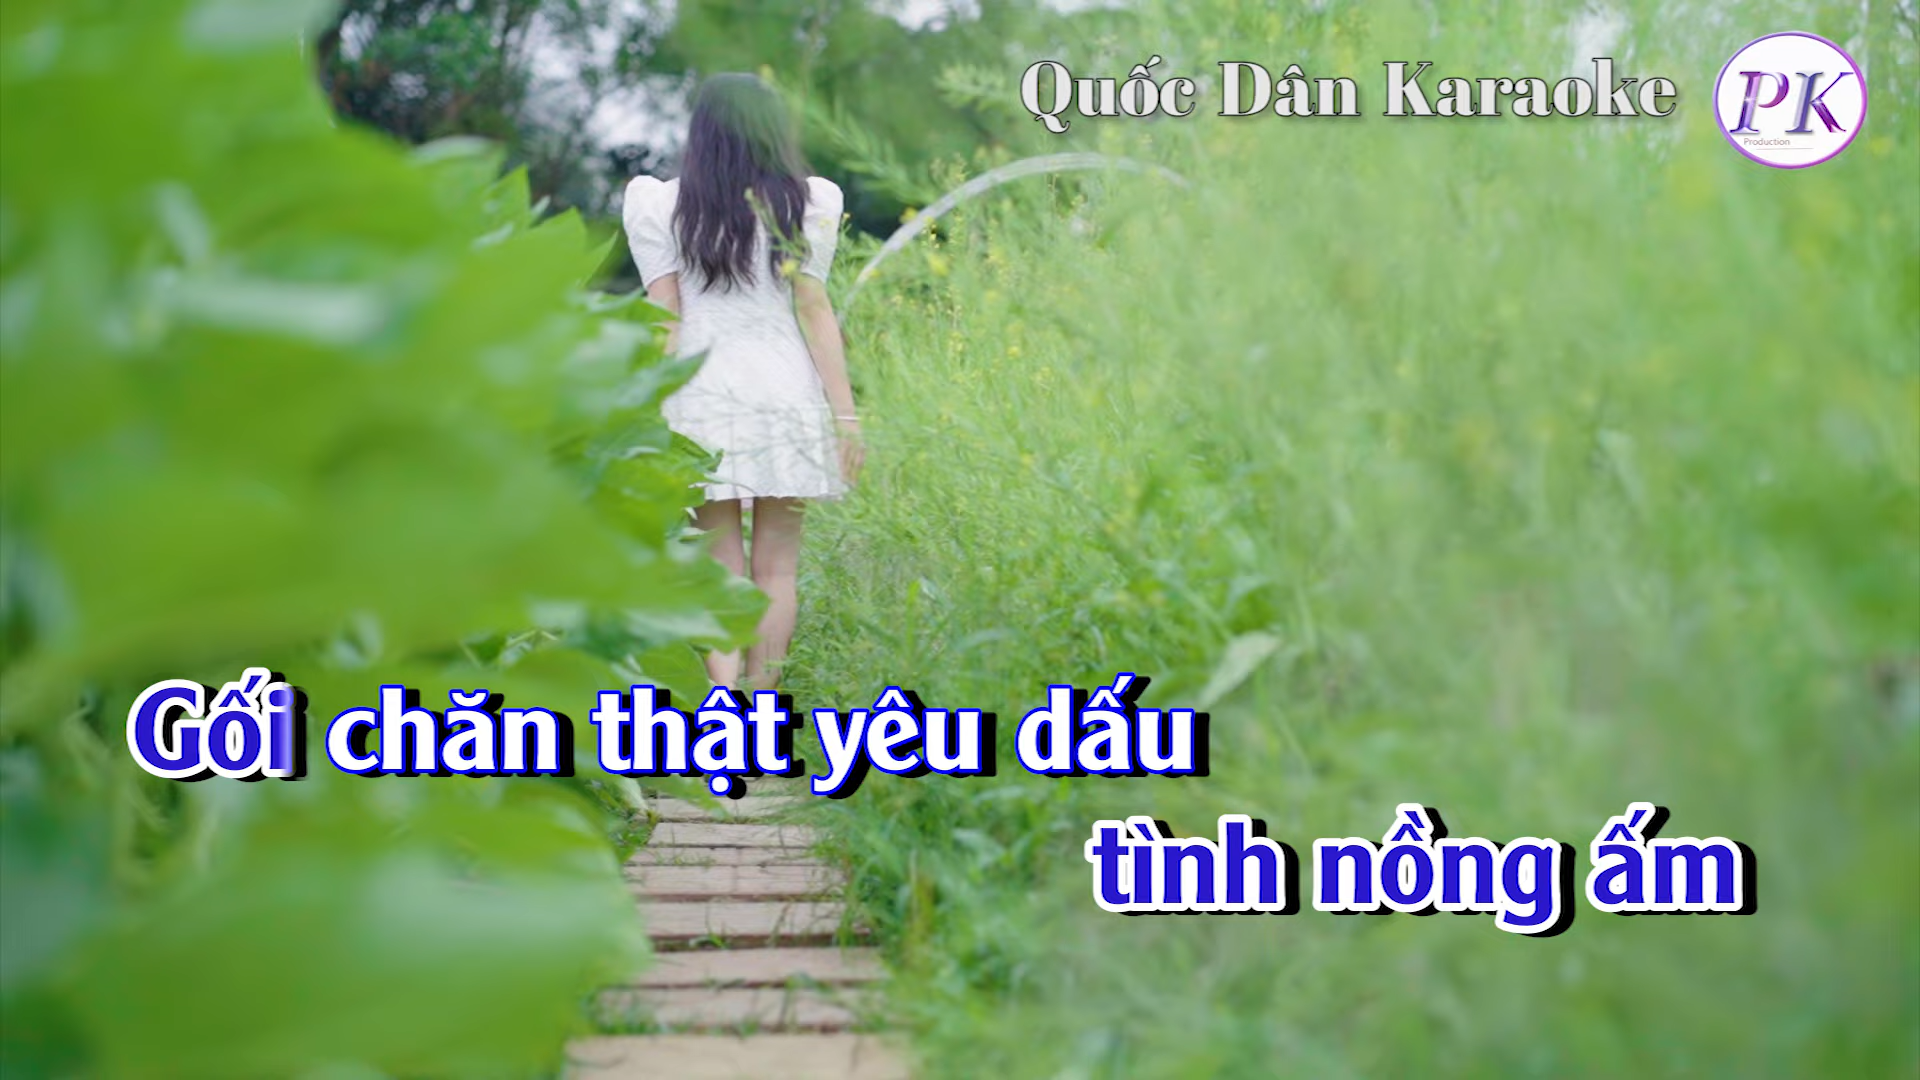 Quốc Dân Karaoke
PK
Production
Gối chăn thật yêu dấu
tình nồng ấm